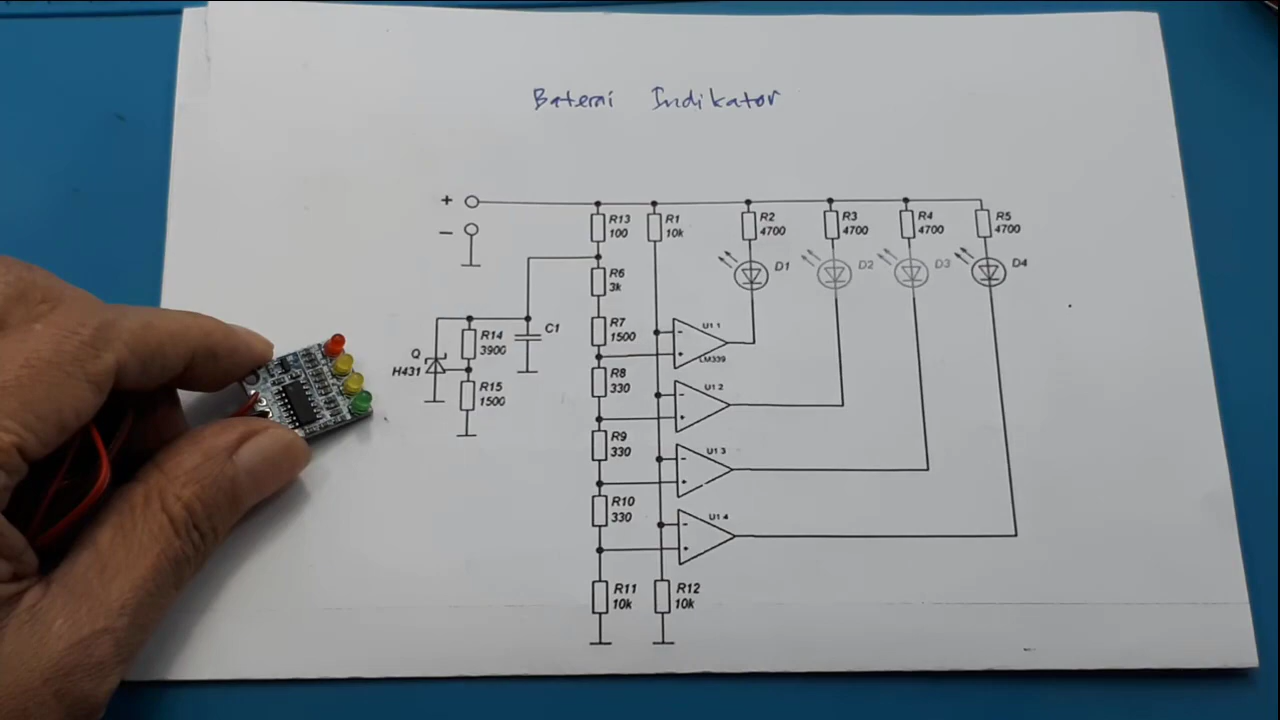 Baterai Indikator
+
−
R13
100
R1
10k
R2
4700
R3
4700
R4
4700
R5
4700
D1
D2
D3
D4
R6
3k
C1
R7
1500
U1 1
LM339
R14
3900
Q
H431
R15
1500
R8
330
U1 2
R9
330
U1 3
R10
330
U1 4
R11
10k
R12
10k